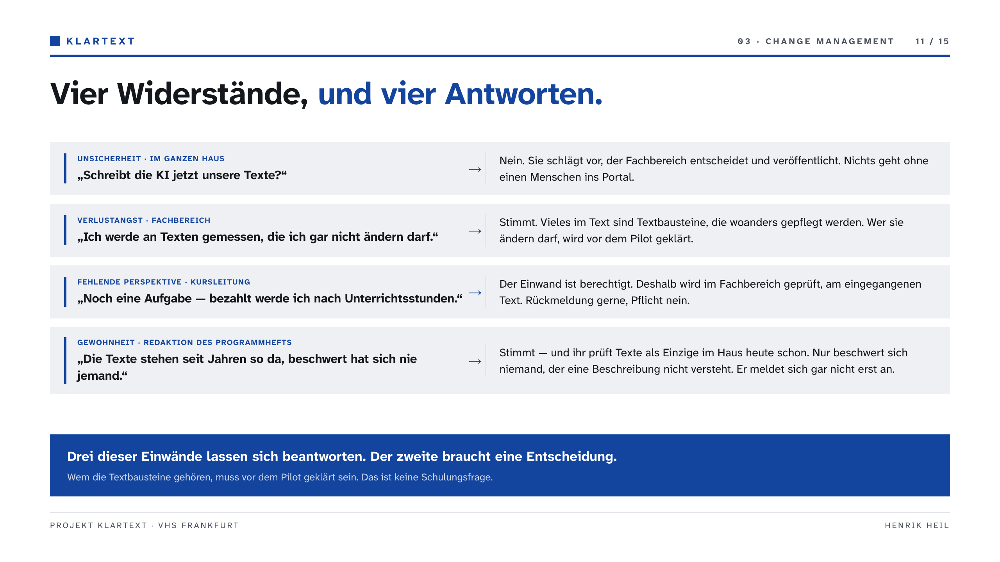 KLARTEXT
03 · CHANGE MANAGEMENT 11 / 15
Vier Widerstände, und vier Antworten.
UNSICHERHEIT · IM GANZEN HAUS
„Schreibt die KI jetzt unsere Texte?“
→
Nein. Sie schlägt vor, der Fachbereich entscheidet und veröffentlicht. Nichts geht ohne
einen Menschen ins Portal.
VERLUSTANGST · FACHBEREICH
„Ich werde an Texten gemessen, die ich gar nicht ändern darf.“
→
Stimmt. Vieles im Text sind Textbausteine, die woanders gepflegt werden. Wer sie
ändern darf, wird vor dem Pilot geklärt.
FEHLENDE PERSPEKTIVE · KURSLEITUNG
„Noch eine Aufgabe — bezahlt werde ich nach Unterrichtsstunden.“
→
Der Einwand ist berechtigt. Deshalb wird im Fachbereich geprüft, am eingegangenen
Text. Rückmeldung gerne, Pflicht nein.
GEWOHNHEIT · REDAKTION DES PROGRAMMHEFTS
„Die Texte stehen seit Jahren so da, beschwert hat sich nie
jemand.“
→
Stimmt — und ihr prüft Texte als Einzige im Haus heute schon. Nur beschwert sich
niemand, der eine Beschreibung nicht versteht. Er meldet sich gar nicht erst an.
Drei dieser Einwände lassen sich beantworten. Der zweite braucht eine Entscheidung.
Wem die Textbausteine gehören, muss vor dem Pilot geklärt sein. Das ist keine Schulungsfrage.
PROJEKT KLARTEXT · VHS FRANKFURT
HENRIK HEIL